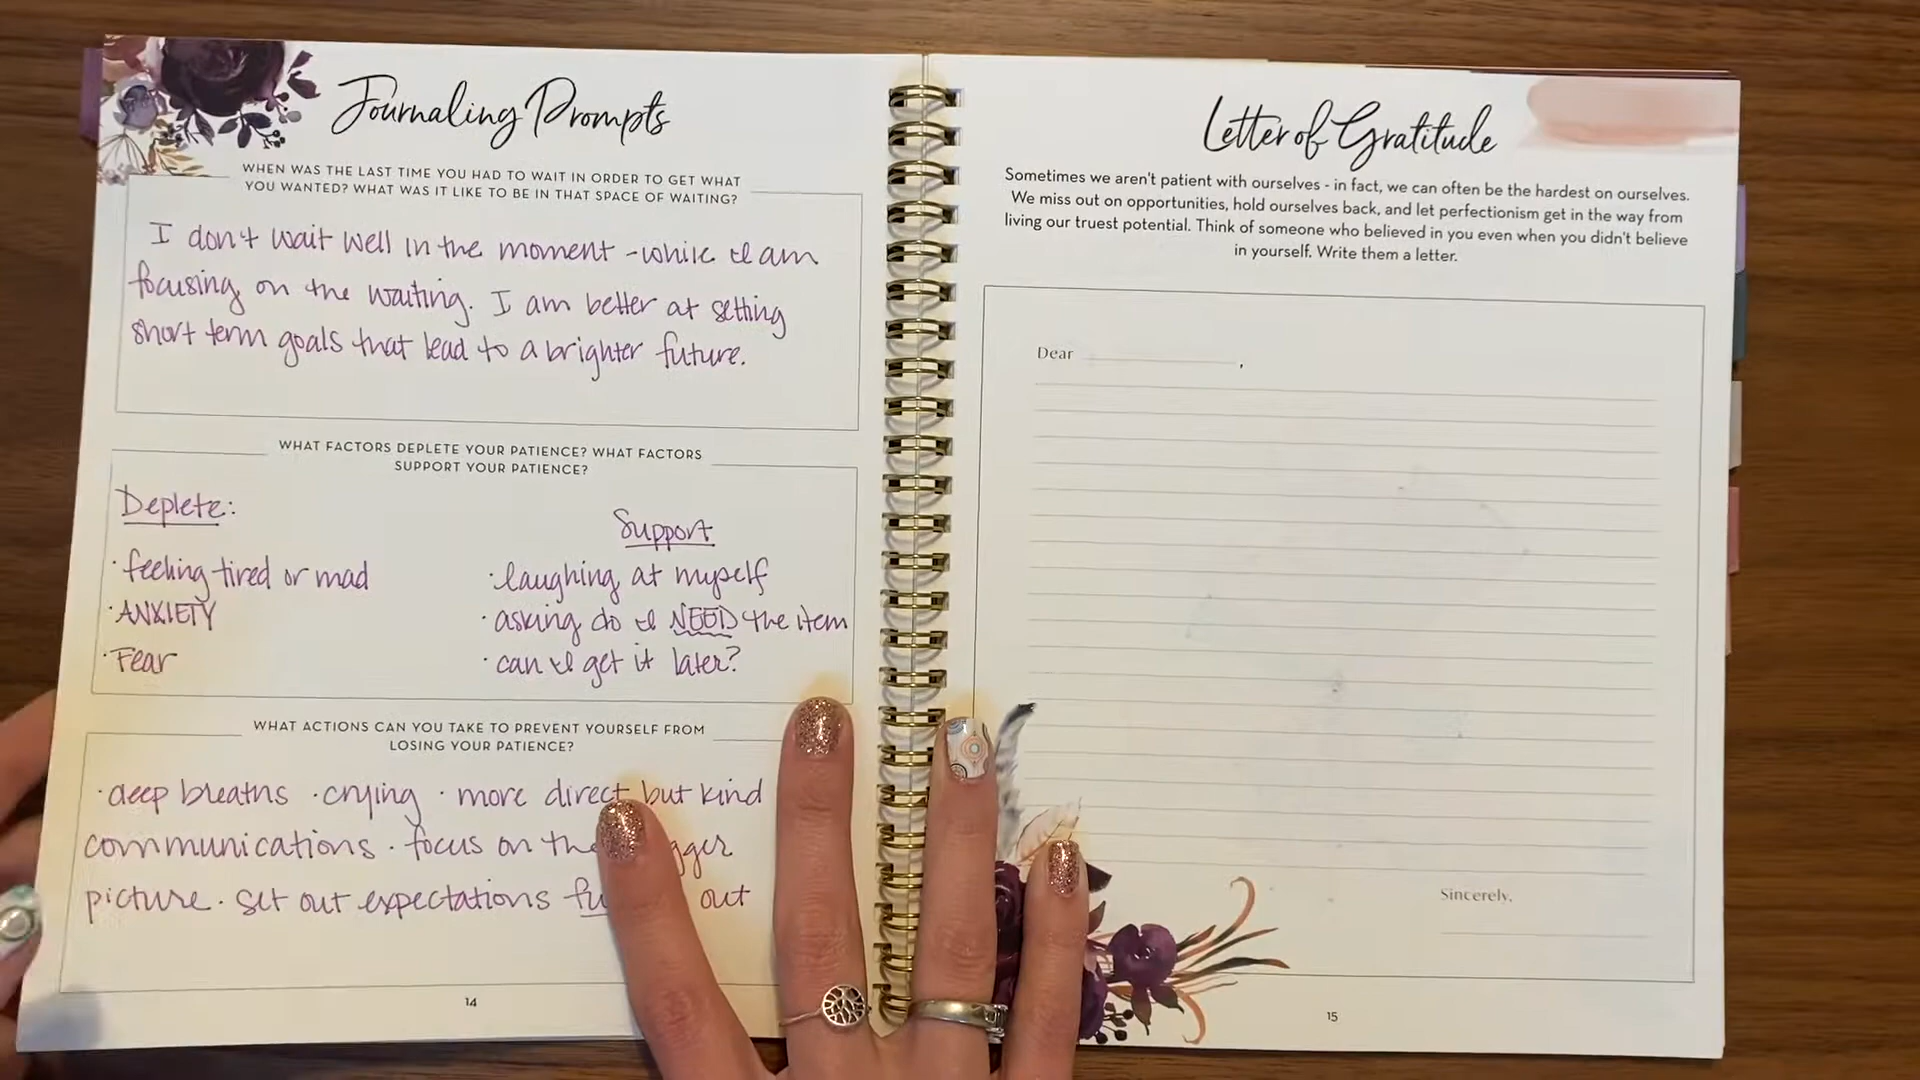 Journaling Prompts
WHEN WAS THE LAST TIME YOU HAD TO WAIT IN ORDER TO GET WHAT
YOU WANTED? WHAT WAS IT LIKE TO BE IN THAT SPACE OF WAITING?
I don't wait well in the moment - while I am
focusing on the waiting. I am better at setting
short term goals that lead to a brighter future.
WHAT FACTORS DEPLETE YOUR PATIENCE? WHAT FACTORS
SUPPORT YOUR PATIENCE?
Deplete:
· feeling tired or mad
· ANXIETY
· Fear
Support
· laughing at myself
· asking do I NEED the item
· can I get it later?
WHAT ACTIONS CAN YOU TAKE TO PREVENT YOURSELF FROM
LOSING YOUR PATIENCE?
· deep breaths · crying · more direct but kind
communications · focus on the
picture · set out expectations out
14
Letter of Gratitude
Sometimes we aren't patient with ourselves - in fact, we can often be the hardest on ourselves.
We miss out on opportunities, hold ourselves back, and let perfectionism get in the way from
living our truest potential. Think of someone who believed in you even when you didn't believe
in yourself. Write them a letter.
Dear ,
Sincerely,
15